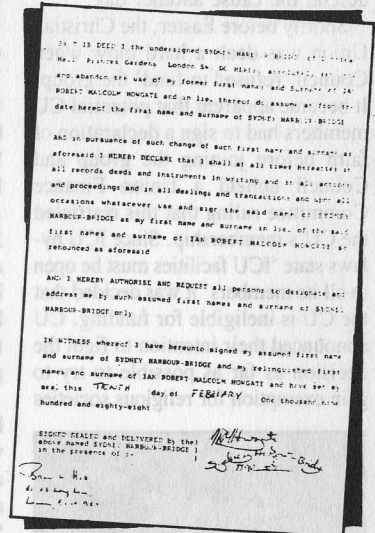 THIS DEED I the undersigned SYDNEY HARBOUR-BRIDGE of
Hall Princes Gardens London SW
and abandon the use of my former first names and surname of IAN
ROBERT MALCOLM HOWGATE and in lieu thereof do assume as from the
date hereof the first name and surname of SYDNEY HARBOUR-BRIDGE
AND in pursuance of such change of such first name and surname
aforesaid I HEREBY DECLARE that I shall at all times hereafter in
all records deeds and instruments in writing and in all actions
and proceedings and in all dealings and transactions and upon all
occasions whatsoever use and sign the said name of SYDNEY
HARBOUR-BRIDGE as my first name and surname in lieu of the said
first names and surname of IAN ROBERT MALCOLM HOWGATE so
renounced as aforesaid
AND I HEREBY AUTHORISE AND REQUEST all persons to designate and
address me by such assumed first names and surname of SYDNEY
HARBOUR-BRIDGE only
IN WITNESS whereof I have hereunto signed my assumed first name
and surname of SYDNEY HARBOUR-BRIDGE and my relinquished first
names and surname of IAN ROBERT MALCOLM HOWGATE and have set my
seal this TENTH day of FEBRUARY One thousand nine
hundred and eighty-eight
SIGNED SEALED and DELIVERED by the)
above named SYDNEY HARBOUR-BRIDGE )
in the presence of :- )